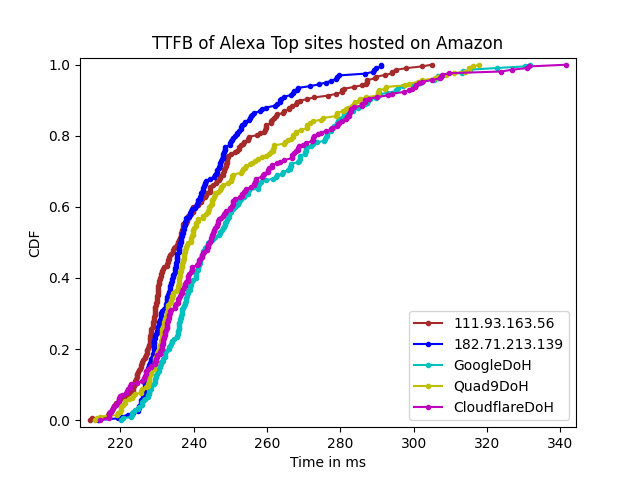 TTFB of Alexa Top sites hosted on Amazon
CDF
1.0
0.8
0.6
0.4
0.2
0.0
220 240 260 280 300 320 340
Time in ms
111.93.163.56
182.71.213.139
GoogleDoH
Quad9DoH
CloudflareDoH